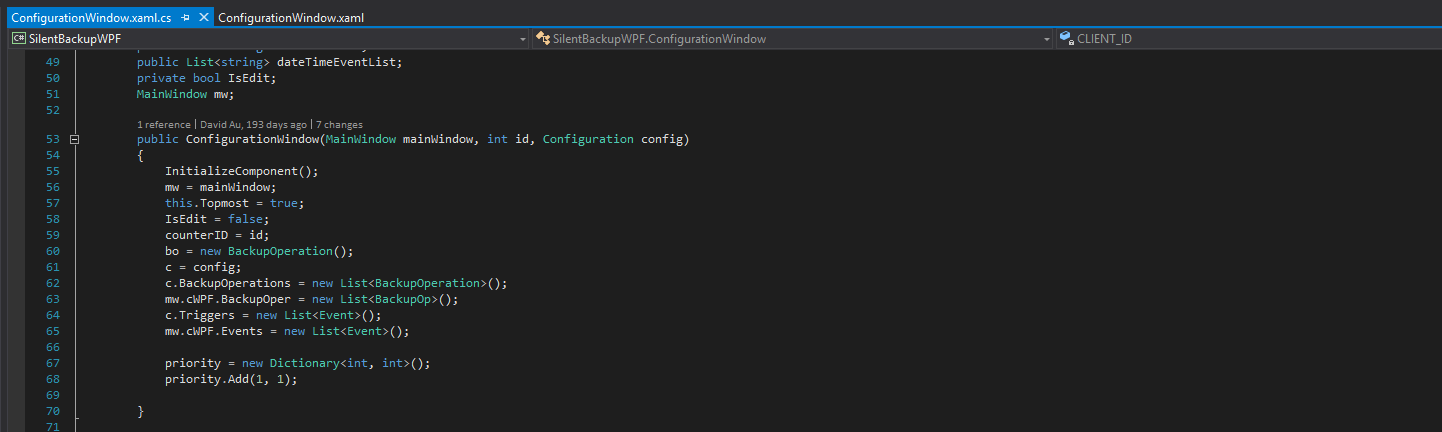 ConfigurationWindow.xaml.cs ConfigurationWindow.xaml
C# SilentBackupWPF SilentBackupWPF.ConfigurationWindow CLIENT_ID
49 public List<string> dateTimeEventList;
50 private bool IsEdit;
51 MainWindow mw;
52
1 reference | David Au, 193 days ago | 7 changes
53 public ConfigurationWindow(MainWindow mainWindow, int id, Configuration config)
54 {
55 InitializeComponent();
56 mw = mainWindow;
57 this.Topmost = true;
58 IsEdit = false;
59 counterID = id;
60 bo = new BackupOperation();
61 c = config;
62 c.BackupOperations = new List<BackupOperation>();
63 mw.cWPF.BackupOper = new List<BackupOp>();
64 c.Triggers = new List<Event>();
65 mw.cWPF.Events = new List<Event>();
66
67 priority = new Dictionary<int, int>();
68 priority.Add(1, 1);
69
70 }
71